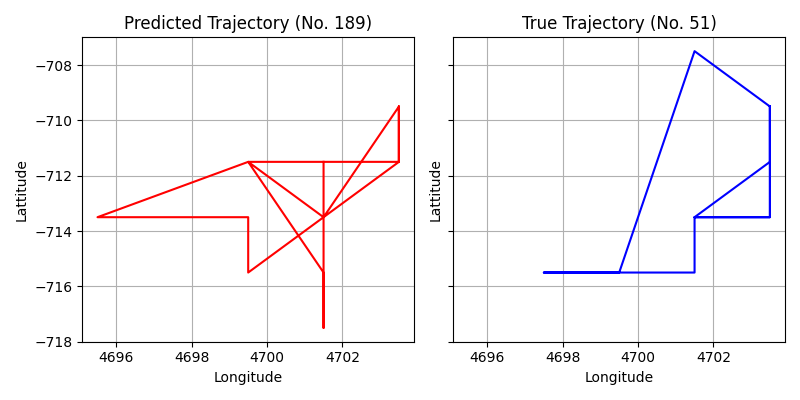 Predicted Trajectory (No. 189)
True Trajectory (No. 51)
Lattitude
−708
−710
−712
−714
−716
−718
4696 4698 4700 4702
Longitude
Lattitude
4696 4698 4700 4702
Longitude